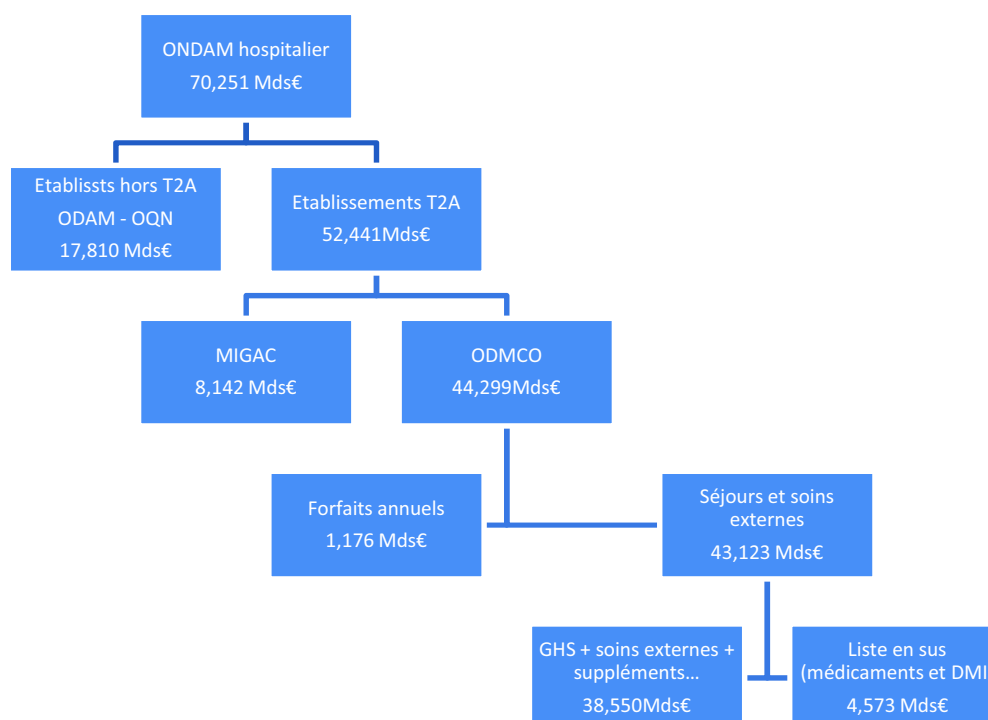 ONDAM hospitalier
70,251 Mds€
Etablissts hors T2A
ODAM - OQN
17,810 Mds€
Etablissements T2A
52,441Mds€
MIGAC
8,142 Mds€
ODMCO
44,299Mds€
Forfaits annuels
1,176 Mds€
Séjours et soins
externes
43,123 Mds€
GHS + soins externes +
suppléments…
38,550Mds€
Liste en sus
(médicaments et DMI
4,573 Mds€